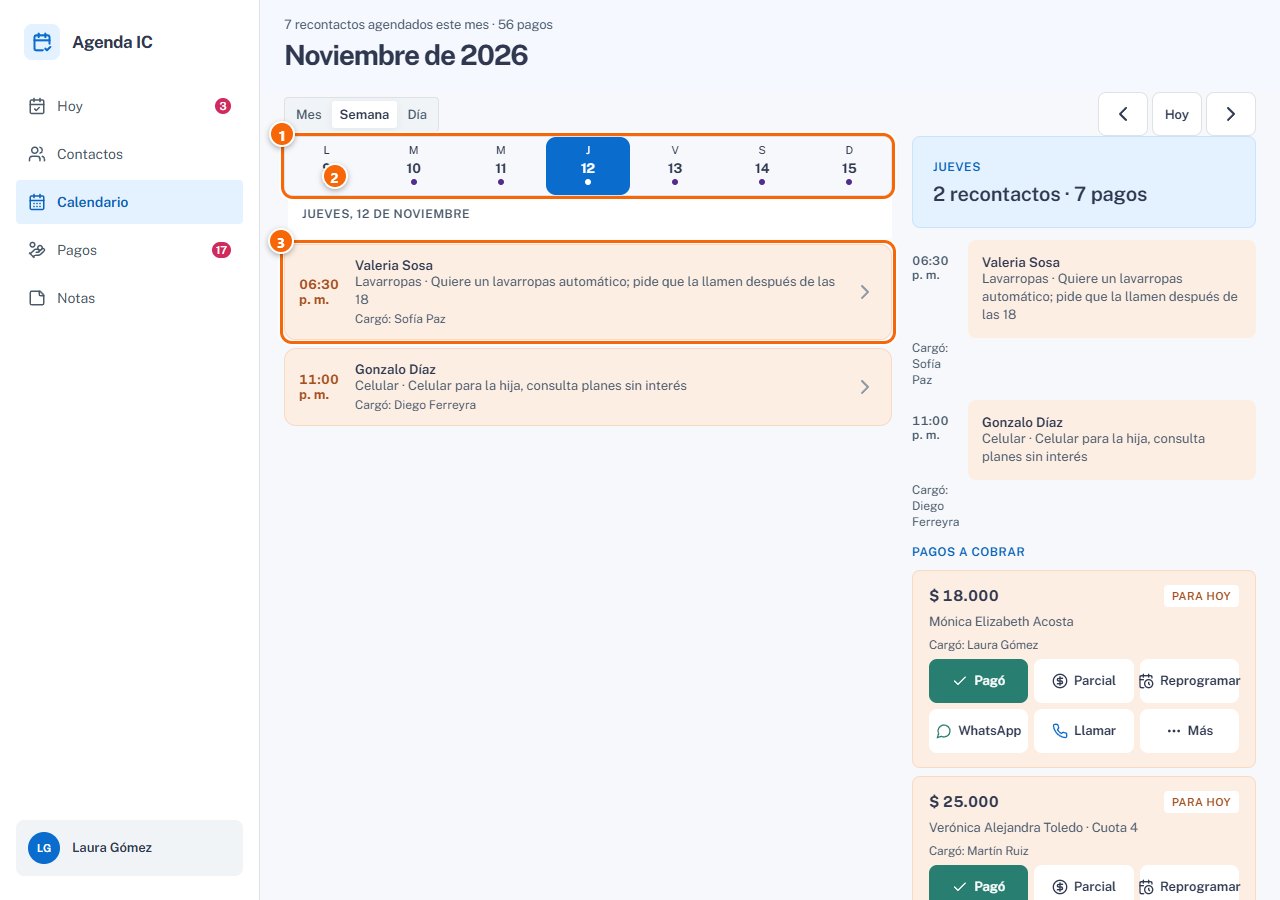 Agenda IC
Hoy 3
Contactos
Calendario
Pagos 17
Notas
LG Laura Gómez
7 recontactos agendados este mes · 56 pagos
Noviembre de 2026
Mes Semana Día
Hoy
1
L M M J V S D
10 11 12 13 14 15
2
JUEVES, 12 DE NOVIEMBRE
3
06:30 p. m.
Valeria Sosa
Lavarropas · Quiere un lavarropas automático; pide que la llamen después de las
18
Cargó: Sofía Paz
11:00 p. m.
Gonzalo Díaz
Celular · Celular para la hija, consulta planes sin interés
Cargó: Diego Ferreyra
JUEVES
2 recontactos · 7 pagos
06:30
p. m.
Valeria Sosa
Lavarropas · Quiere un lavarropas
automático; pide que la llamen después de
las 18
Cargó:
Sofía
Paz
11:00
p. m.
Gonzalo Díaz
Celular · Celular para la hija, consulta
planes sin interés
Cargó:
Diego
Ferreyra
PAGOS A COBRAR
$ 18.000 PARA HOY
Mónica Elizabeth Acosta
Cargó: Laura Gómez
Pagó Parcial Reprogramar
WhatsApp Llamar Más
$ 25.000 PARA HOY
Verónica Alejandra Toledo · Cuota 4
Cargó: Martín Ruiz
Pagó Parcial Reprogramar